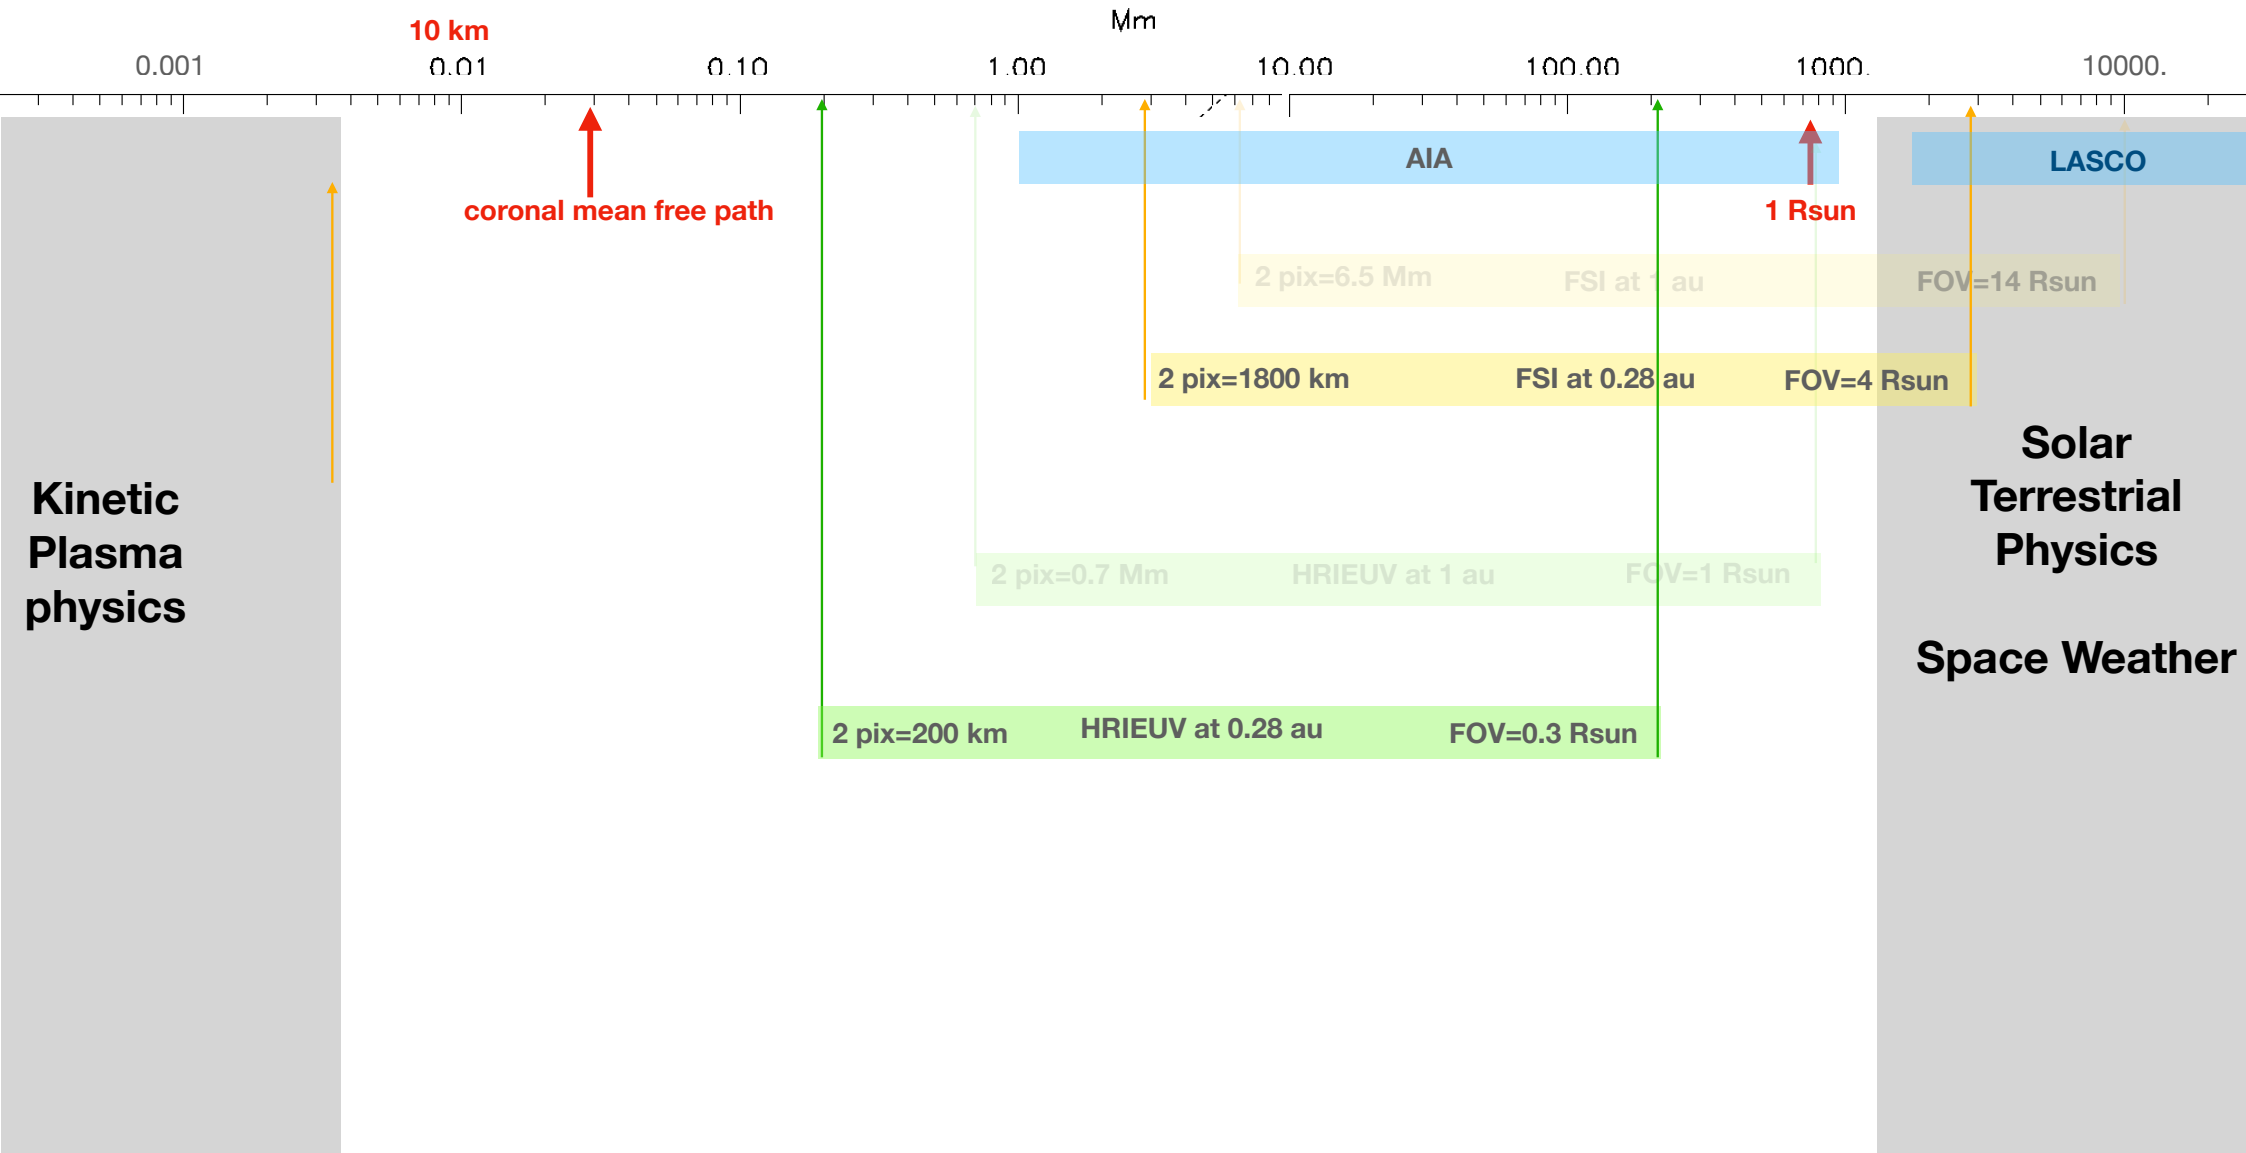 Mm
10 km
0.001 0.01 0.10 1.00 10.00 100.00 1000. 10000.
AIA
LASCO
coronal mean free path
1 Rsun
2 pix=6.5 Mm FSI at 1 au FOV=14 Rsun
2 pix=1800 km FSI at 0.28 au FOV=4 Rsun
Kinetic
Plasma
physics
Solar
Terrestrial
Physics
Space Weather
2 pix=0.7 Mm HRIEUV at 1 au FOV=1 Rsun
2 pix=200 km HRIEUV at 0.28 au FOV=0.3 Rsun